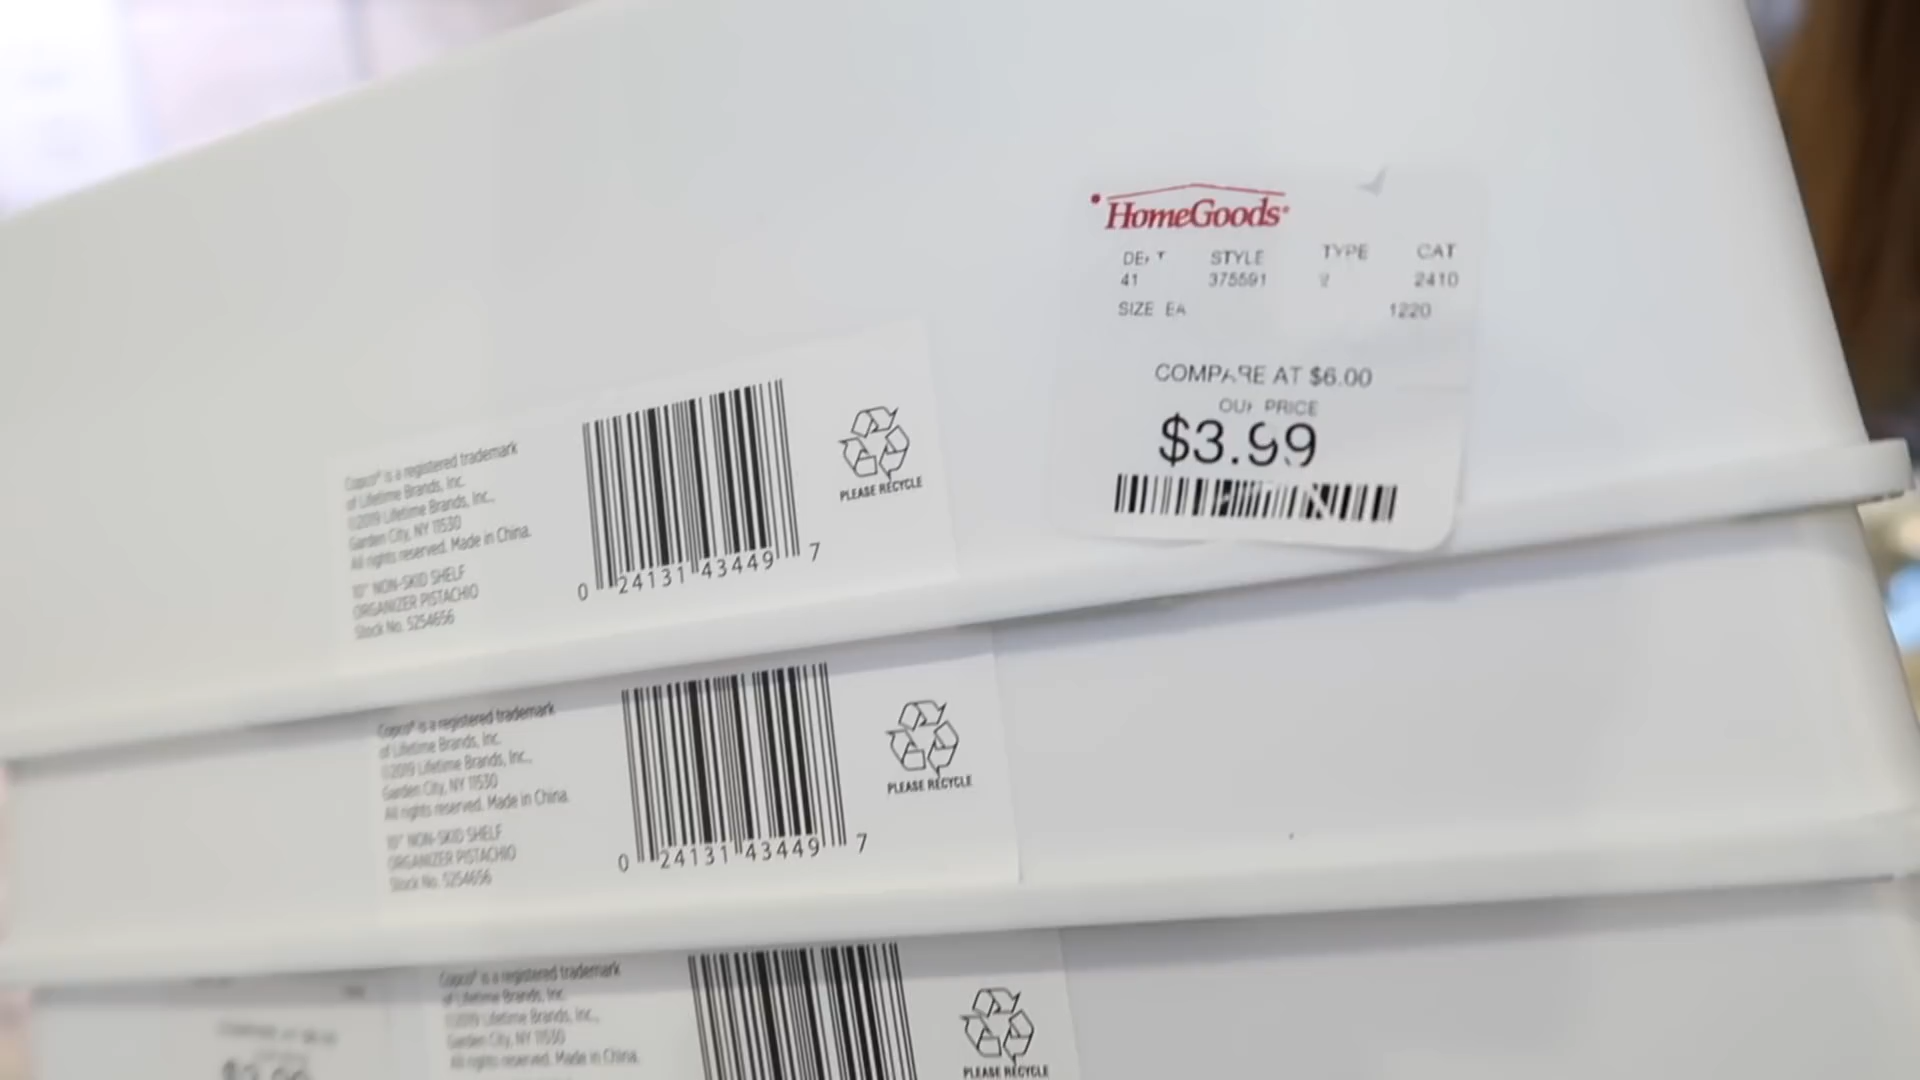 HomeGoods
DEPT STYLE TYPE CAT
41 375591 2410
SIZE EA 1220
COMPARE AT $6.00
OUR PRICE
$3.99
Copco® is a registered trademark
of Lifetime Brands, Inc.
©2019 Lifetime Brands, Inc.,
Garden City, NY 11530
All rights reserved. Made in China.
10" NON-SKID SHELF
ORGANIZER PISTACHIO
Stock No. 5254656
0 24131 43449 7
PLEASE RECYCLE
Copco® is a registered trademark
of Lifetime Brands, Inc.
©2019 Lifetime Brands, Inc.,
Garden City, NY 11530
All rights reserved. Made in China.
10" NON-SKID SHELF
ORGANIZER PISTACHIO
Stock No. 5254656
0 24131 43449 7
PLEASE RECYCLE
Copco® is a registered trademark
of Lifetime Brands, Inc.
©2019 Lifetime Brands, Inc.,
Garden City, NY 11530
All rights reserved. Made in China.
PLEASE RECYCLE